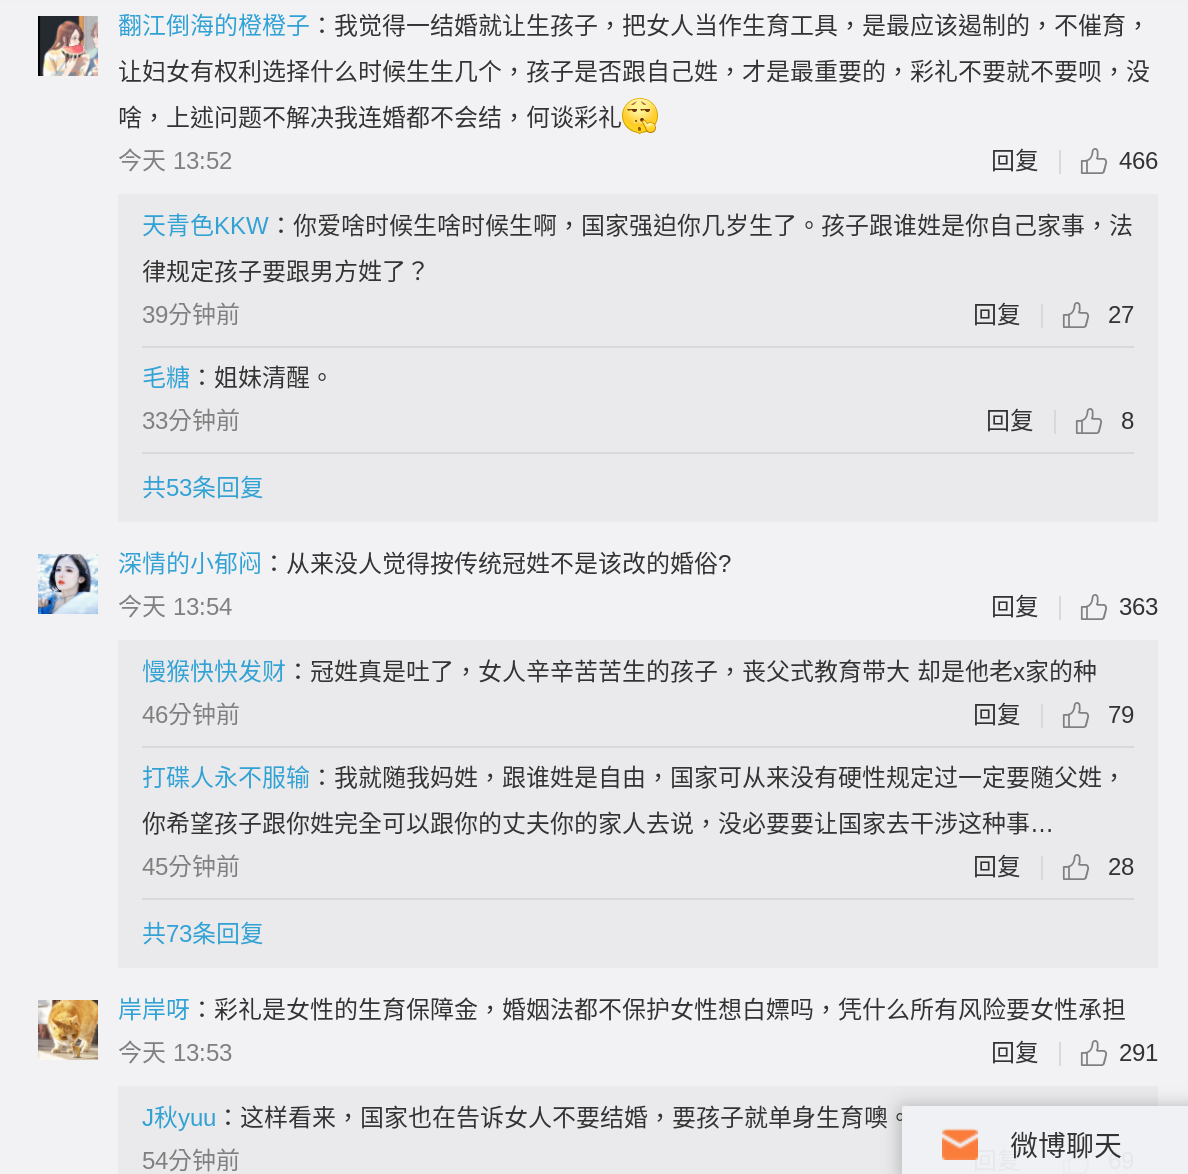 翻江倒海的橙橙子：我觉得一结婚就让生孩子，把女人当作生育工具，是最应该遏制的，不催育，
让妇女有权利选择什么时候生生几个，孩子是否跟自己姓，才是最重要的，彩礼不要就不要呗，没
啥，上述问题不解决我连婚都不会结，何谈彩礼
今天 13:52 回复 466
天青色KKW：你爱啥时候生啥时候生啊，国家强迫你几岁生了。孩子跟谁姓是你自己家事，法
律规定孩子要跟男方姓了？
39分钟前 回复 27
毛糖：姐妹清醒。
33分钟前 回复 8
共53条回复
深情的小郁闷：从来没人觉得按传统冠姓不是该改的婚俗?
今天 13:54 回复 363
慢猴快快发财：冠姓真是吐了，女人辛辛苦苦生的孩子，丧父式教育带大 却是他老x家的种
46分钟前 回复 79
打碟人永不服输：我就随我妈姓，跟谁姓是自由，国家可从来没有硬性规定过一定要随父姓，
你希望孩子跟你姓完全可以跟你的丈夫你的家人去说，没必要要让国家去干涉这种事...
45分钟前 回复 28
共73条回复
岸岸呀：彩礼是女性的生育保障金，婚姻法都不保护女性想白嫖吗，凭什么所有风险要女性承担
今天 13:53 回复 291
J秋yuu：这样看来，国家也在告诉女人不要结婚，要孩子就单身生育噢。
54分钟前 回复 69
微博聊天